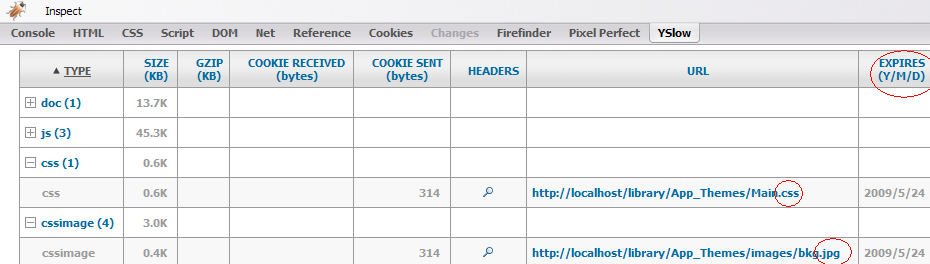 Inspect
Console HTML CSS Script DOM Net Reference Cookies Changes Firefinder Pixel Perfect YSlow
▲ TYPE SIZE (KB) GZIP (KB) COOKIE RECEIVED (bytes) COOKIE SENT (bytes) HEADERS URL EXPIRES (Y/M/D)
doc (1) 13.7K
js (3) 45.3K
css (1) 0.6K
css 0.6K 314 http://localhost/library/App_Themes/Main.css 2009/5/24
cssimage (4) 3.0K
cssimage 0.4K 314 http://localhost/library/App_Themes/images/bkg.jpg 2009/5/24